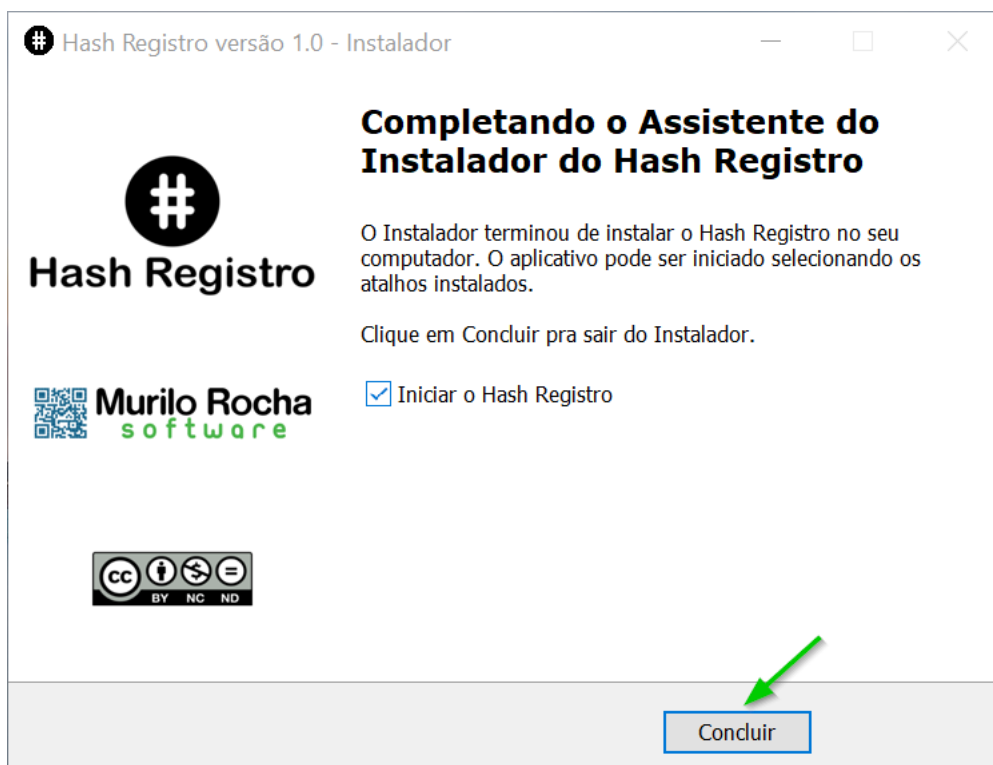 Hash Registro versão 1.0 - Instalador
Completando o Assistente do
Instalador do Hash Registro
O Instalador terminou de instalar o Hash Registro no seu
computador. O aplicativo pode ser iniciado selecionando os
atalhos instalados.
Clique em Concluir pra sair do Instalador.
Iniciar o Hash Registro
Hash Registro
Murilo Rocha
software
cc
BY NC ND
Concluir